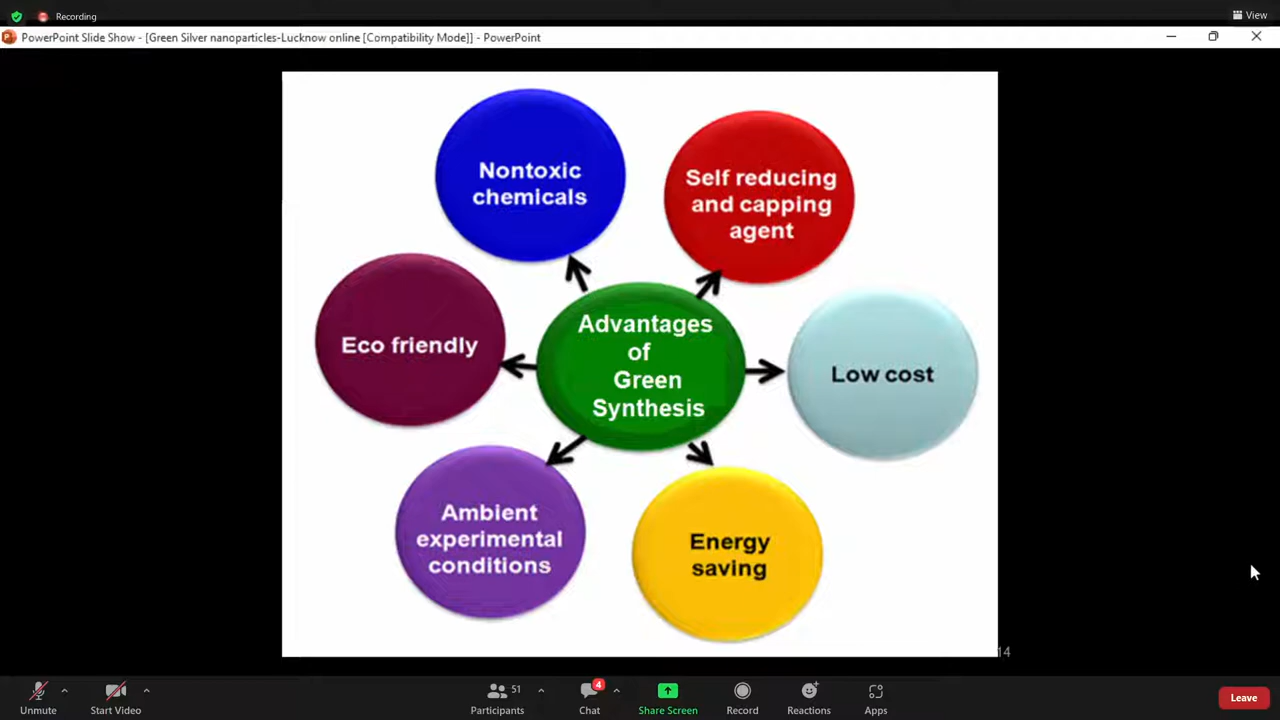 Recording
View
PowerPoint Slide Show - [Green Silver nanoparticles-Lucknow online [Compatibility Mode]] - PowerPoint
Nontoxic
chemicals
Self reducing
and capping
agent
Eco friendly
Advantages
of
Green
Synthesis
Low cost
Ambient
experimental
conditions
Energy
saving
14
Unmute
Start Video
51
Participants
4
Chat
Share Screen
Record
Reactions
Apps
Leave